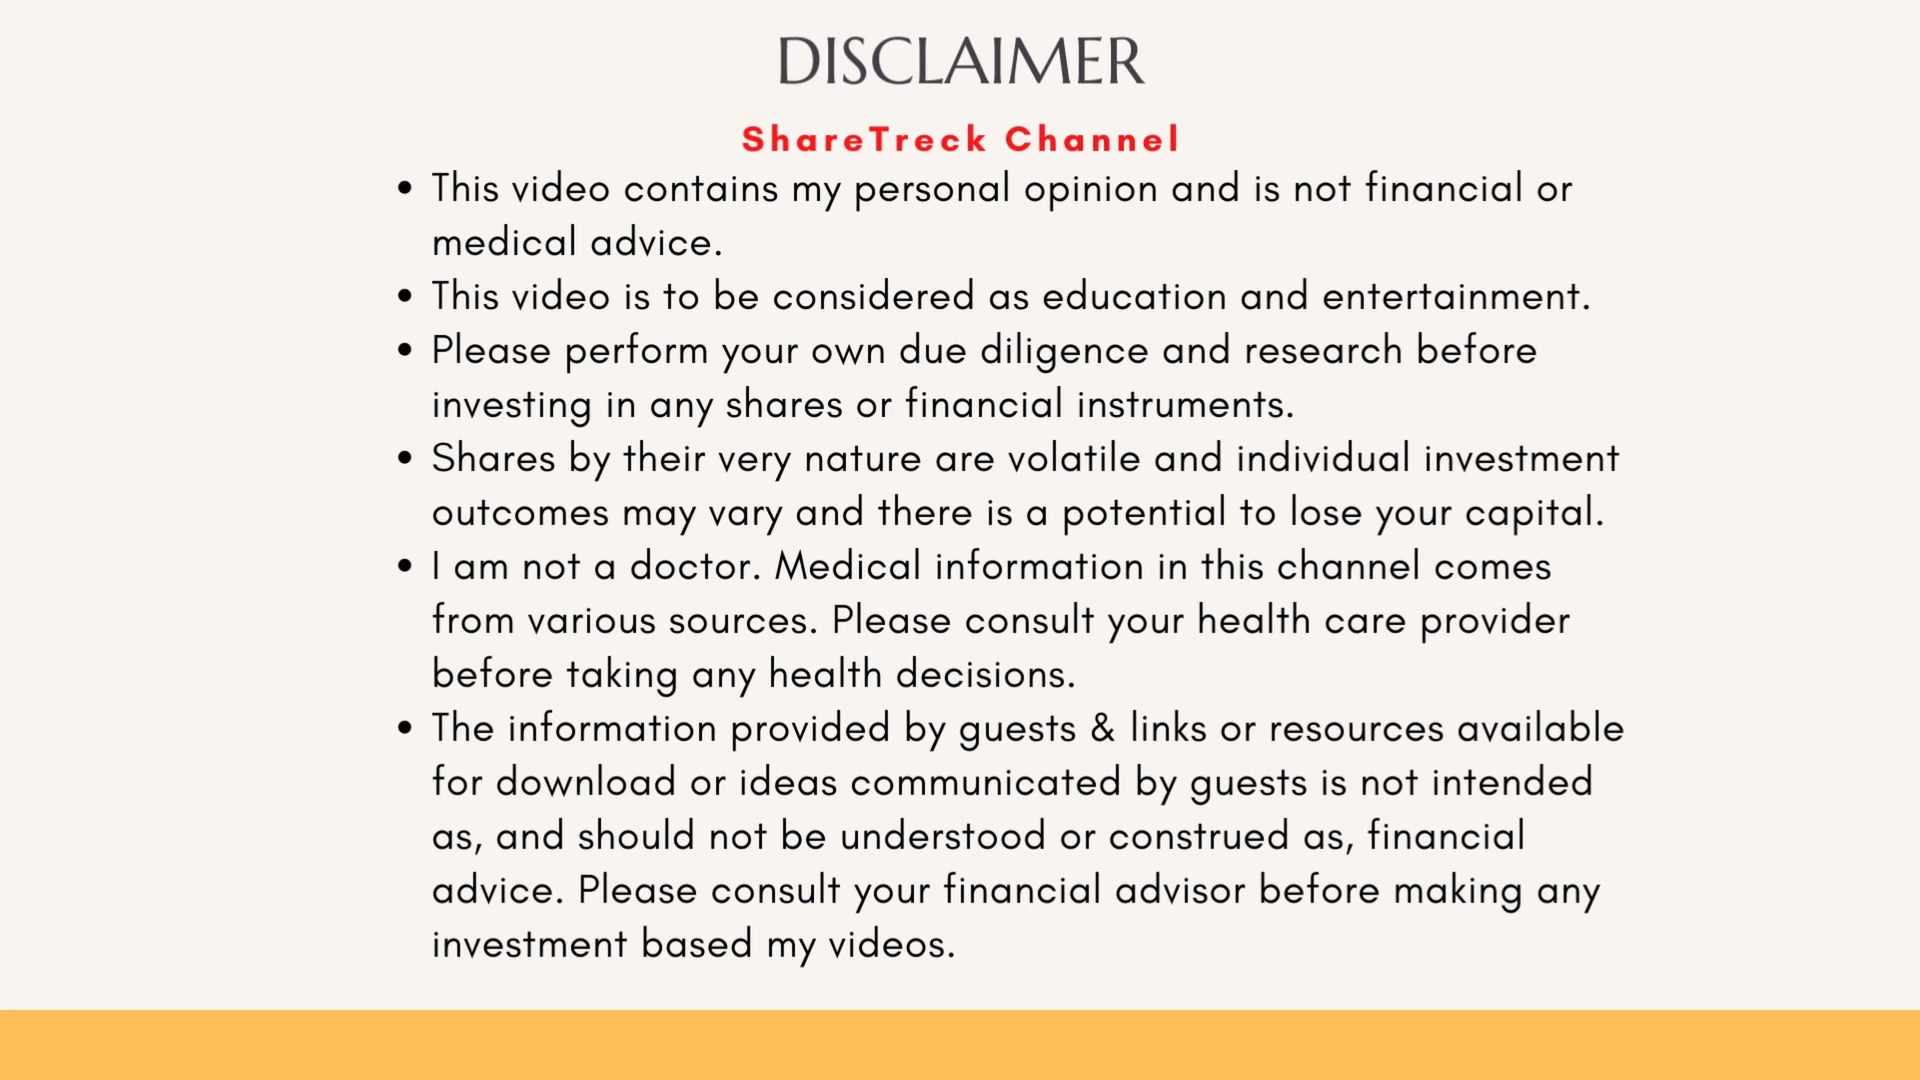 DISCLAIMER
ShareTreck Channel
• This video contains my personal opinion and is not financial or
medical advice.
• This video is to be considered as education and entertainment.
• Please perform your own due diligence and research before
investing in any shares or financial instruments.
• Shares by their very nature are volatile and individual investment
outcomes may vary and there is a potential to lose your capital.
• I am not a doctor. Medical information in this channel comes
from various sources. Please consult your health care provider
before taking any health decisions.
• The information provided by guests & links or resources available
for download or ideas communicated by guests is not intended
as, and should not be understood or construed as, financial
advice. Please consult your financial advisor before making any
investment based my videos.